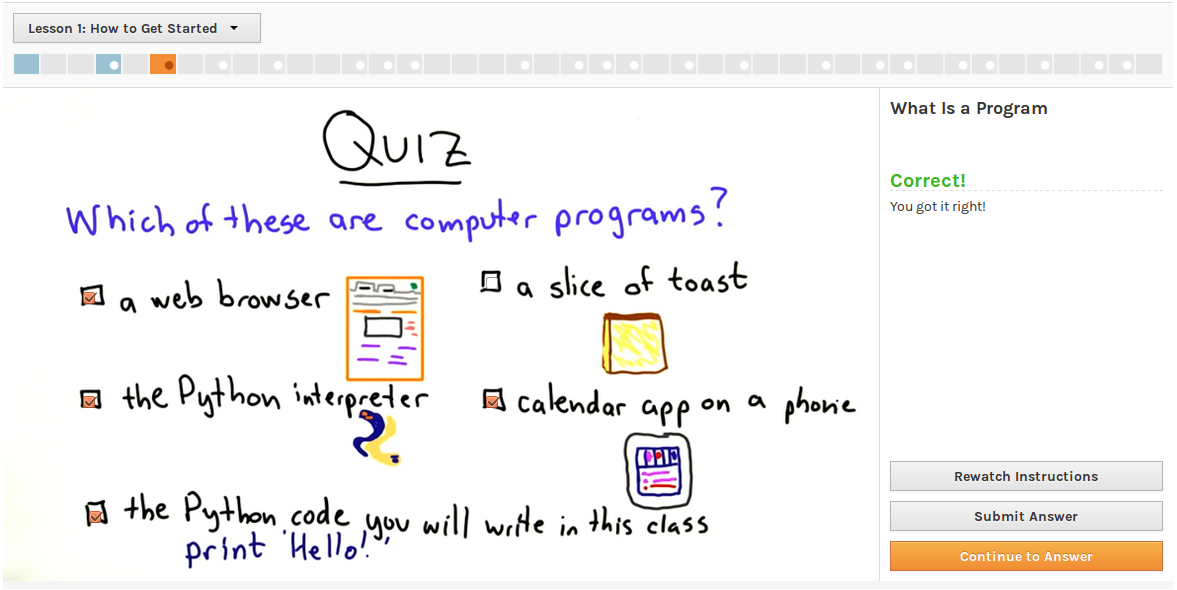 Lesson 1: How to Get Started
What Is a Program
Correct!
You got it right!
QUIZ
Which of these are computer programs?
a web browser
a slice of toast
the Python interpreter
calendar app on a phone
the Python code you will write in this class
print 'Hello!'
Rewatch Instructions
Submit Answer
Continue to Answer